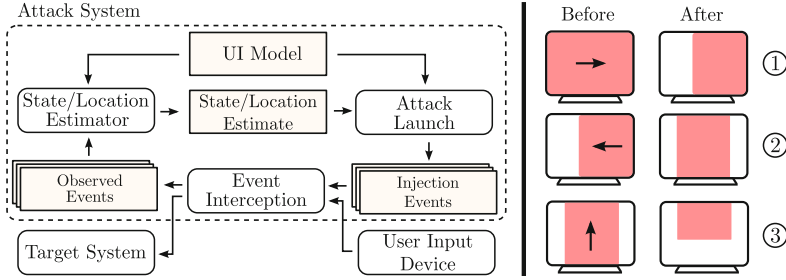 Attack System
UI Model
State/Location
Estimator
State/Location
Estimate
Attack
Launch
Observed
Events
Event
Interception
Injection
Events
Target System
User Input
Device
Before
After
1
2
3